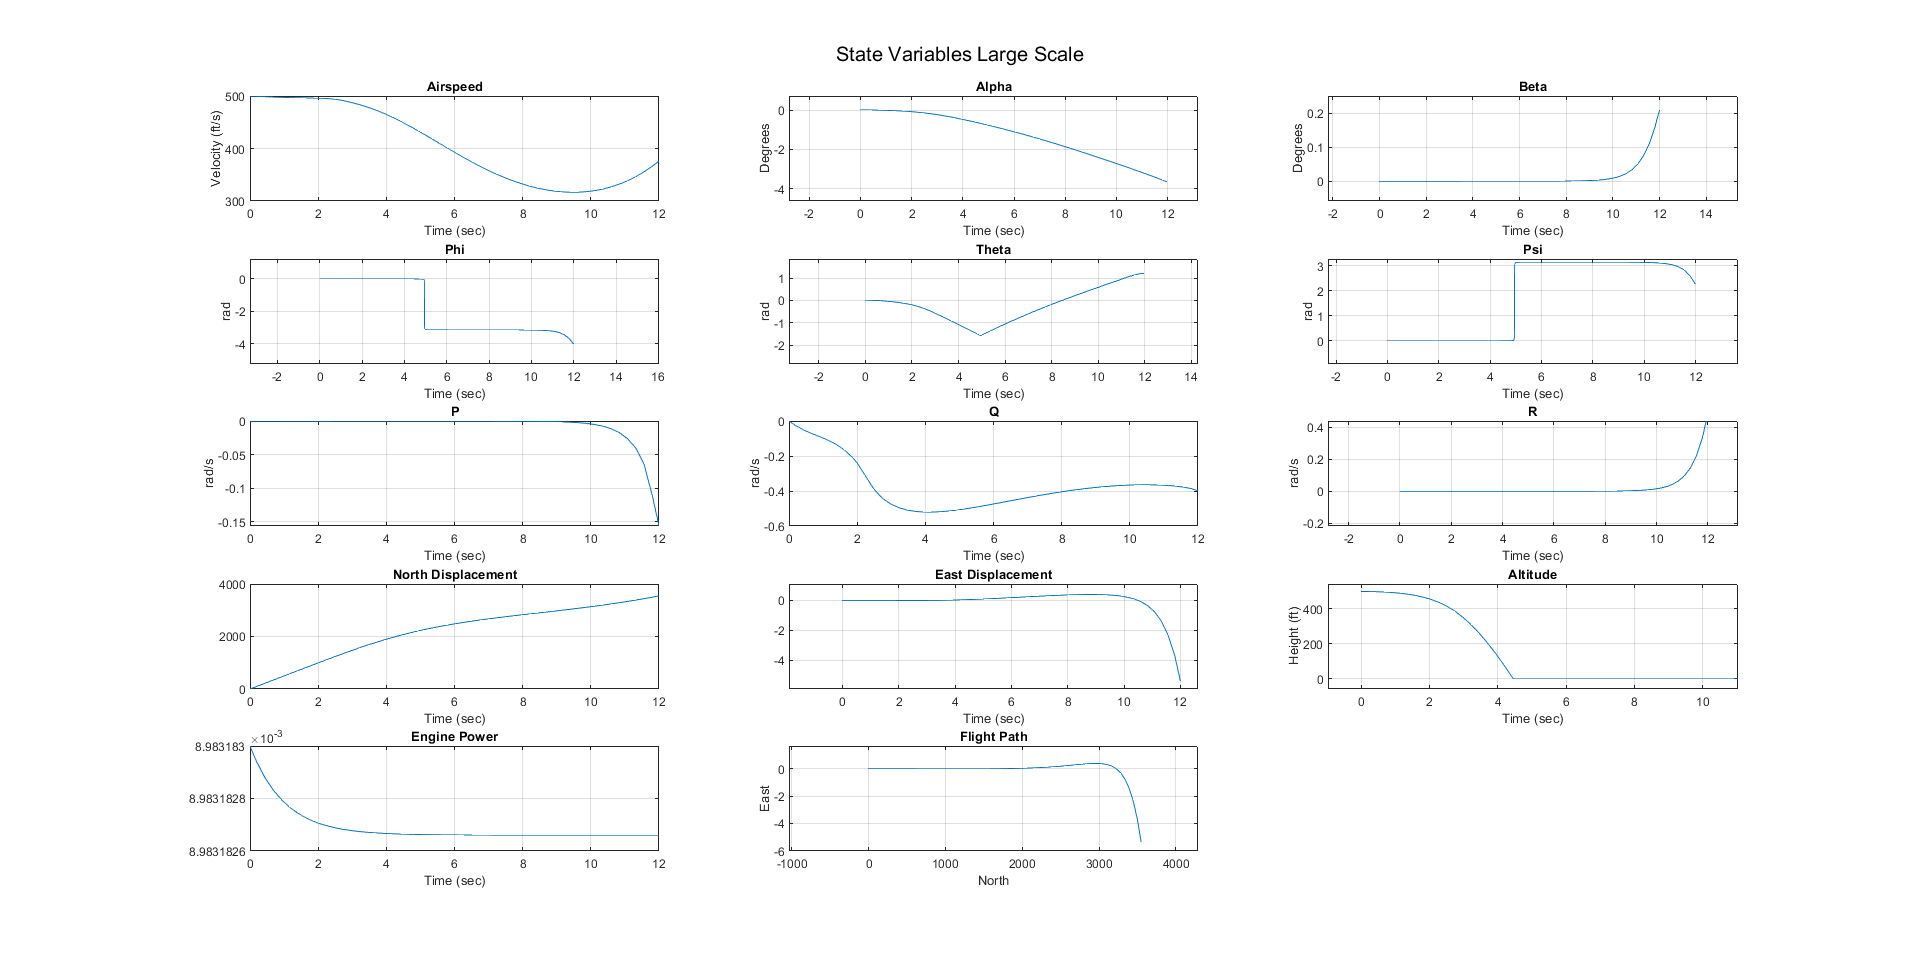 State Variables Large Scale
Airspeed
Velocity (ft/s)
500
400
300
0 2 4 6 8 10 12
Time (sec)
Alpha
Degrees
0
-2
-4
-2 0 2 4 6 8 10 12
Time (sec)
Beta
Degrees
0.2
0.1
0
-2 0 2 4 6 8 10 12 14
Time (sec)
Phi
rad
0
-2
-4
-2 0 2 4 6 8 10 12 14 16
Time (sec)
Theta
rad
1
0
-1
-2
-2 0 2 4 6 8 10 12 14
Time (sec)
Psi
rad
3
2
1
0
-2 0 2 4 6 8 10 12
Time (sec)
P
rad/s
0
-0.05
-0.1
-0.15
0 2 4 6 8 10 12
Time (sec)
Q
rad/s
0
-0.2
-0.4
-0.6
0 2 4 6 8 10 12
Time (sec)
R
rad/s
0.4
0.2
0
-0.2
-2 0 2 4 6 8 10 12
Time (sec)
North Displacement
4000
2000
0
0 2 4 6 8 10 12
Time (sec)
East Displacement
0
-2
-4
0 2 4 6 8 10 12
Time (sec)
Altitude
Height (ft)
400
200
0
0 2 4 6 8 10
Time (sec)
Engine Power
×10-3
8.983183
8.9831828
8.9831826
0 2 4 6 8 10 12
Time (sec)
Flight Path
East
0
-2
-4
-6
-1000 0 1000 2000 3000 4000
North